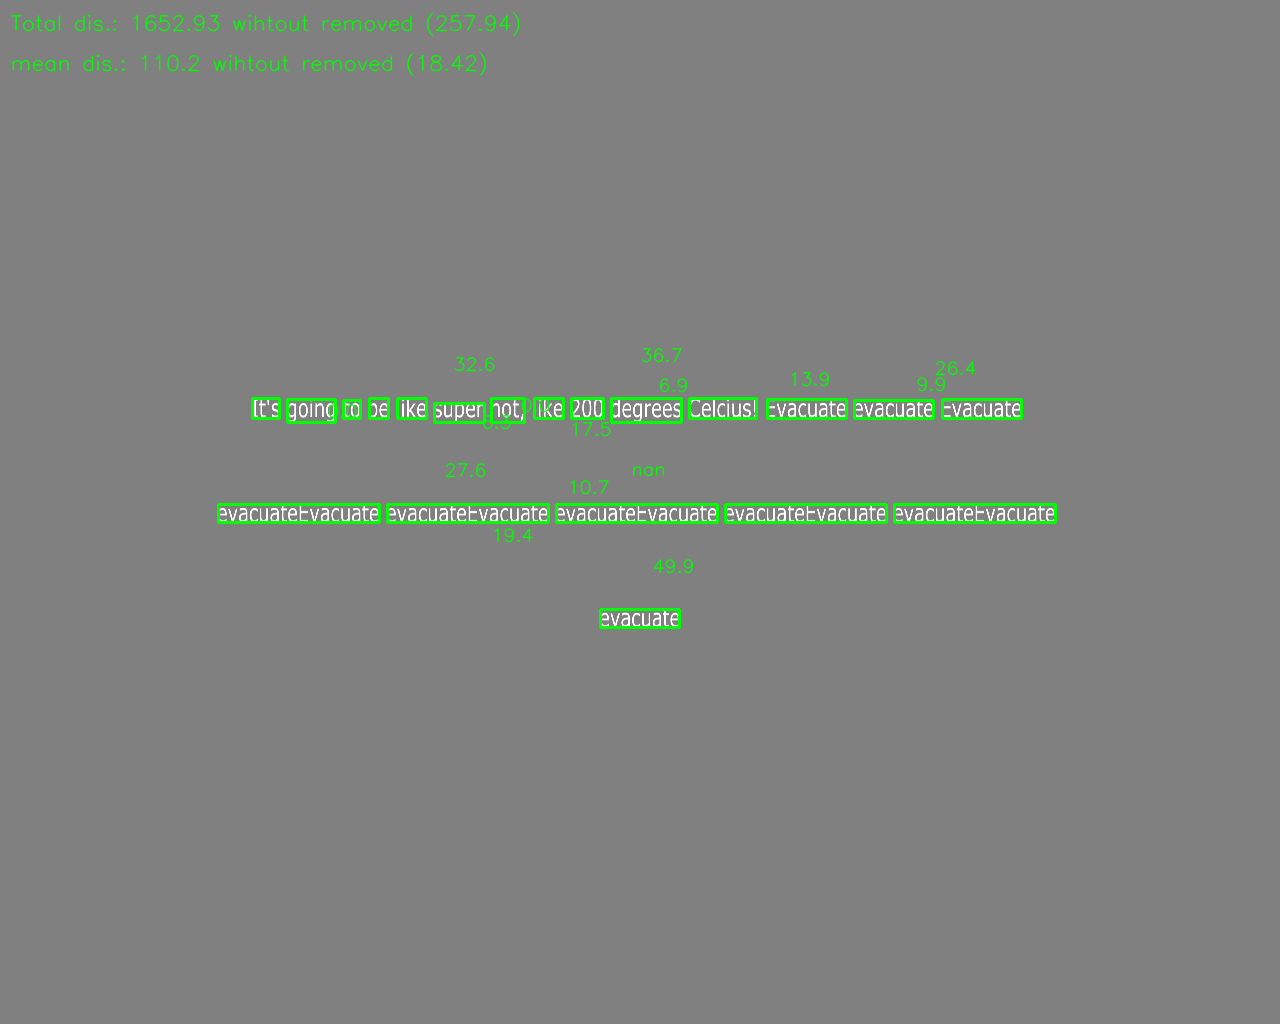 Total dis.: 1652.93 wihtout removed (257.94)
mean dis.: 110.2 wihtout removed (18.42)
36.7
32.6
26.4
13.9
9.9
6.9
It's going to be like super hot, like 200 degrees Celcius! Evacuate evacuate Evacuate
17.5
nan
27.6
10.7
evacuateEvacuate evacuateEvacuate evacuateEvacuate evacuateEvacuate evacuateEvacuate
19.4
49.9
evacuate